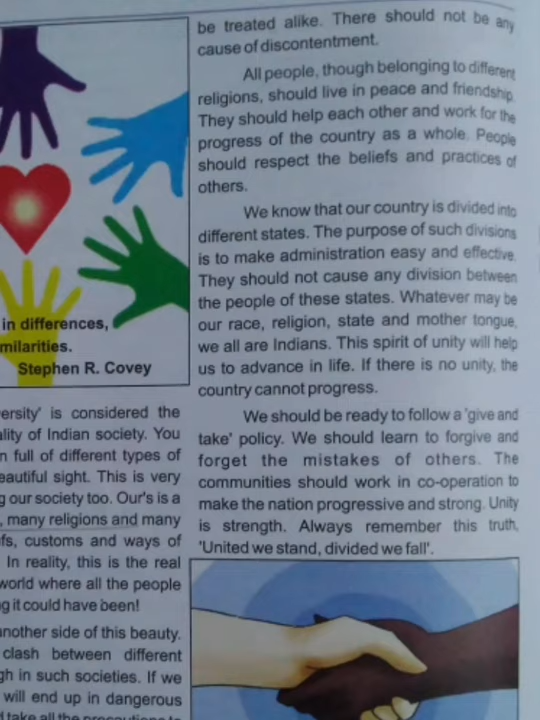 in differences,
milarities.
Stephen R. Covey
ersity' is considered the
ality of Indian society. You
n full of different types of
eautiful sight. This is very
g our society too. Our's is a
, many religions and many
fs, customs and ways of
In reality, this is the real
world where all the people
g it could have been!
another side of this beauty.
clash between different
gh in such societies. If we
will end up in dangerous
d take all the precautions to
be treated alike. There should not be any
cause of discontentment.
All people, though belonging to different
religions, should live in peace and friendship.
They should help each other and work for the
progress of the country as a whole. People
should respect the beliefs and practices of
others.
We know that our country is divided into
different states. The purpose of such divisions
is to make administration easy and effective.
They should not cause any division between
the people of these states. Whatever may be
our race, religion, state and mother tongue,
we all are Indians. This spirit of unity will help
us to advance in life. If there is no unity, the
country cannot progress.
We should be ready to follow a 'give and
take' policy. We should learn to forgive and
forget the mistakes of others. The
communities should work in co-operation to
make the nation progressive and strong. Unity
is strength. Always remember this truth,
'United we stand, divided we fall'.